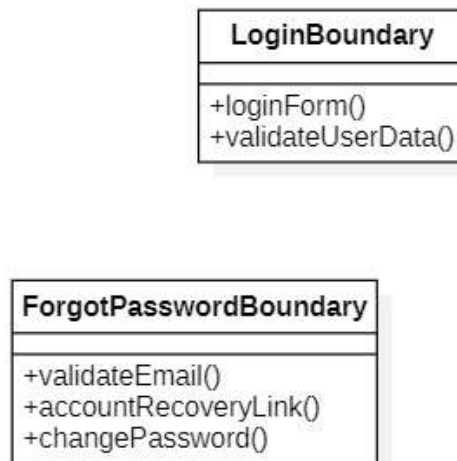 LoginBoundary
+loginForm()
+validateUserData()
ForgotPasswordBoundary
+validateEmail()
+accountRecoveryLink()
+changePassword()